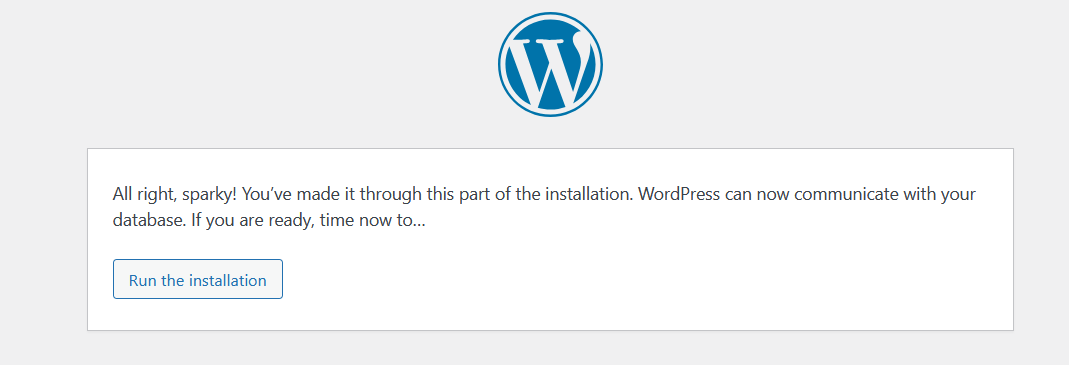 All right, sparky! You’ve made it through this part of the installation. WordPress can now communicate with your
database. If you are ready, time now to…
Run the installation